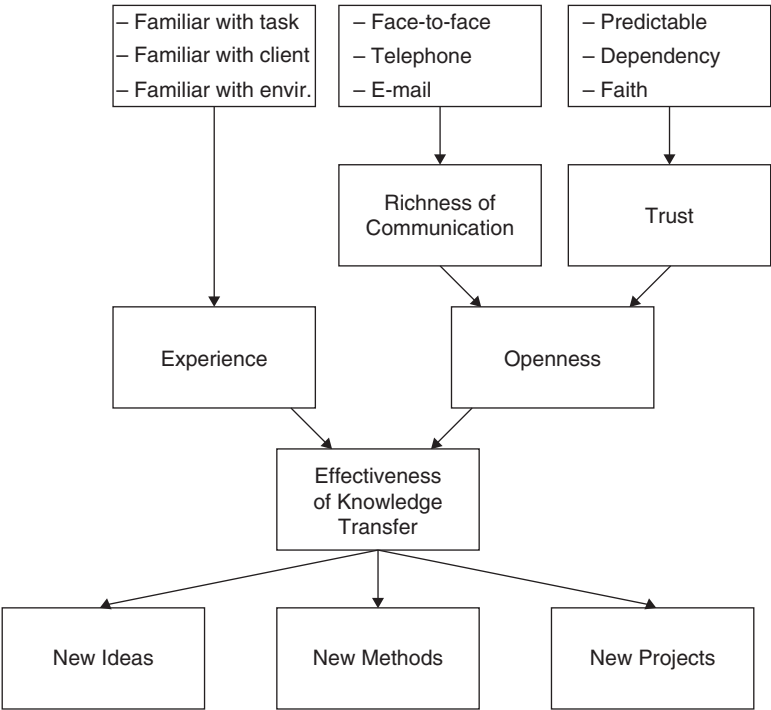 – Familiar with task
– Familiar with client
– Familiar with envir.
– Face-to-face
– Telephone
– E-mail
– Predictable
– Dependency
– Faith
Richness of
Communication
Trust
Experience
Openness
Effectiveness
of Knowledge
Transfer
New Ideas
New Methods
New Projects